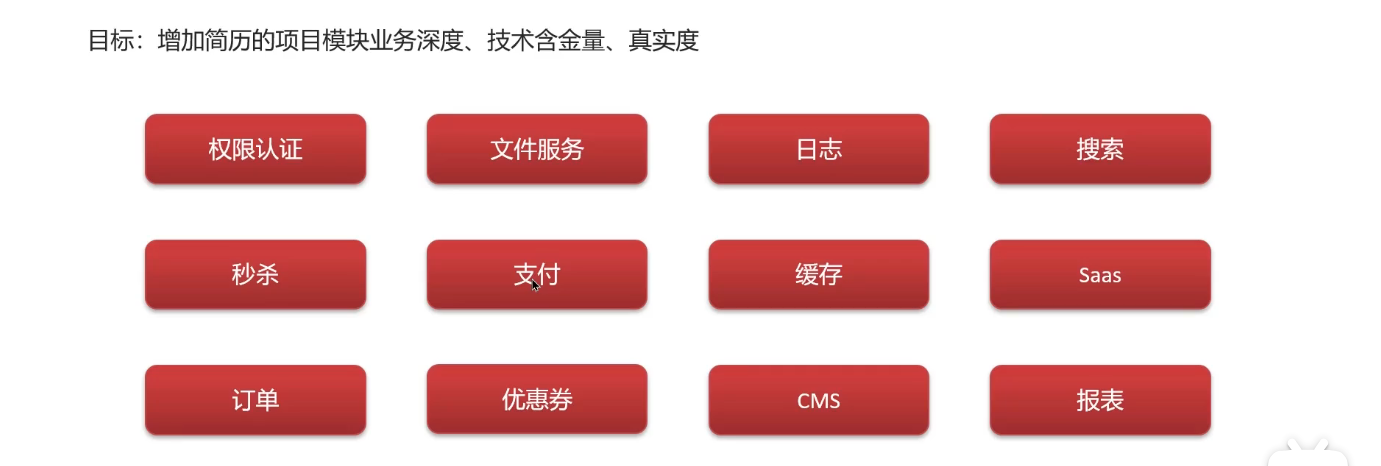 目标：增加简历的项目模块业务深度、技术含金量、真实度
权限认证 文件服务 日志 搜索
秒杀 支付 缓存 Saas
订单 优惠券 CMS 报表